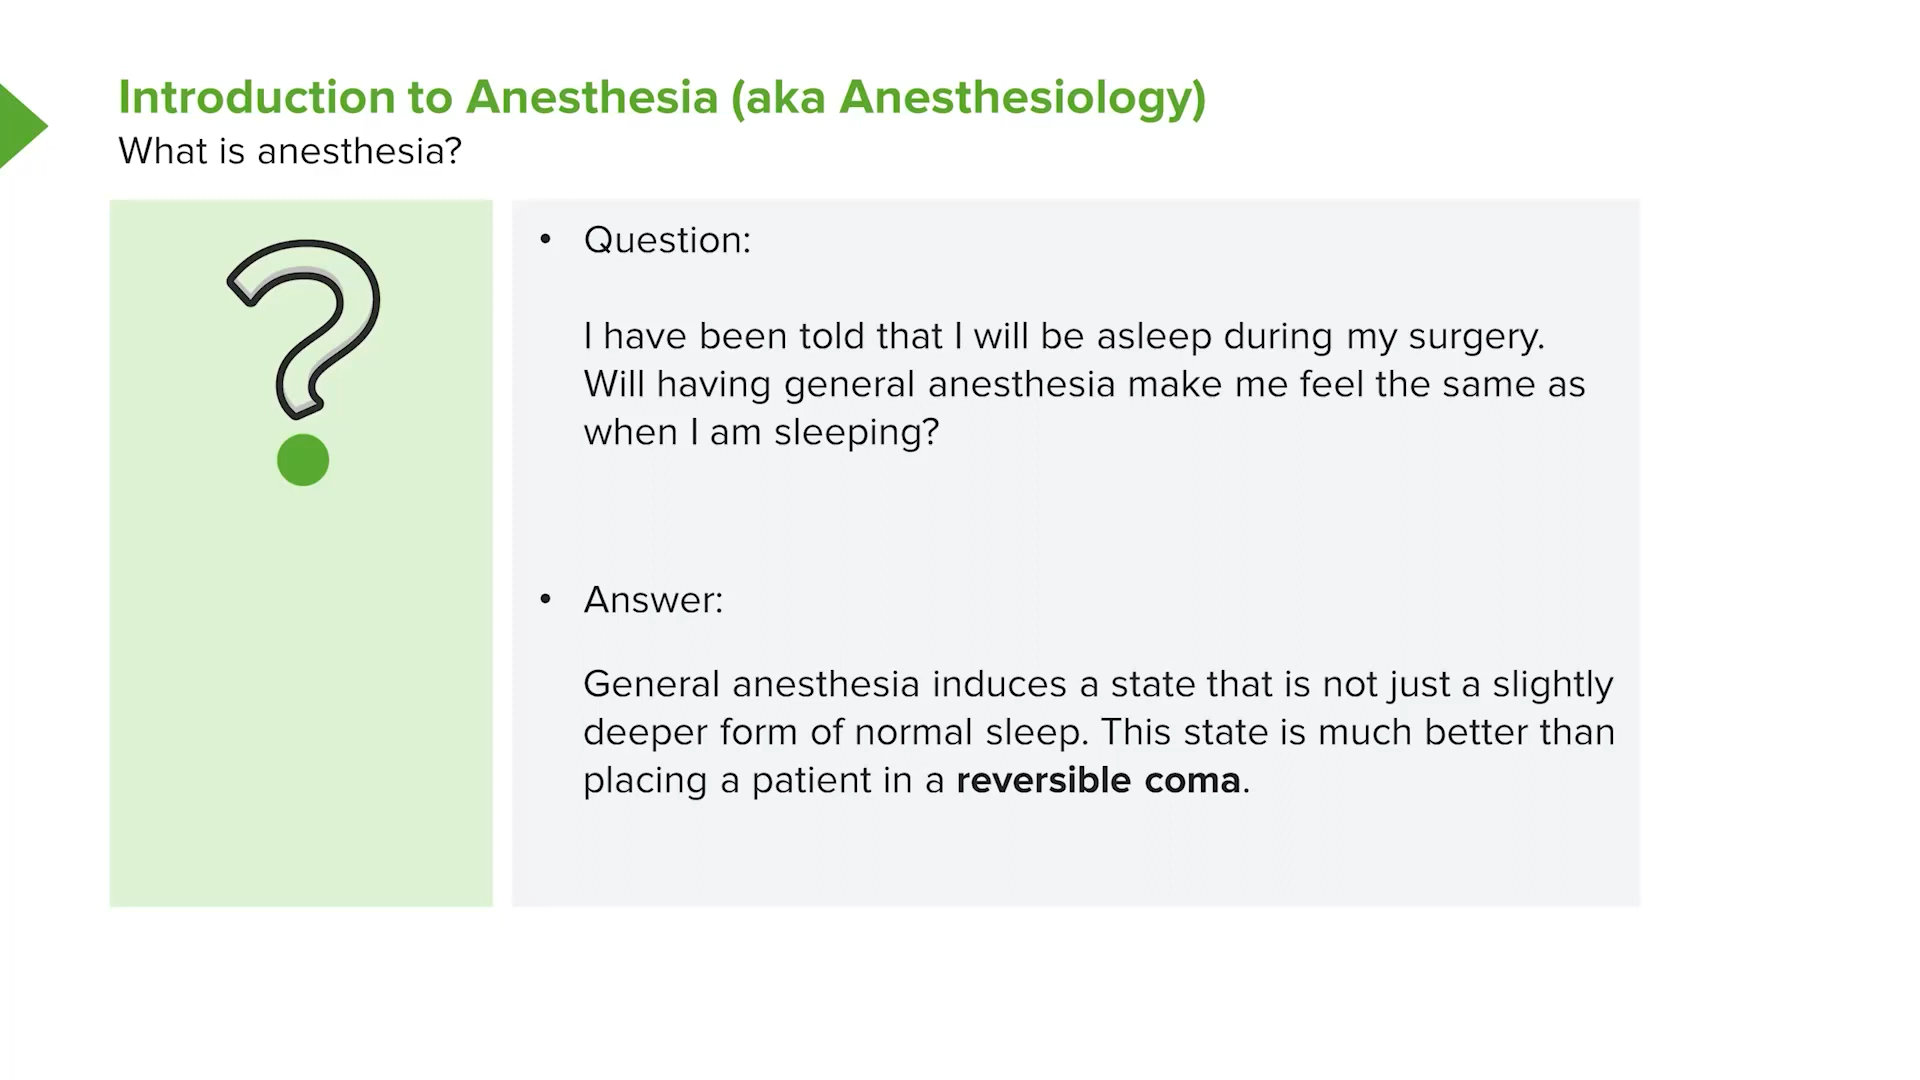 Introduction to Anesthesia (aka Anesthesiology)
What is anesthesia?
• Question:
I have been told that I will be asleep during my surgery.
Will having general anesthesia make me feel the same as
when I am sleeping?
• Answer:
General anesthesia induces a state that is not just a slightly
deeper form of normal sleep. This state is much better than
placing a patient in a reversible coma.